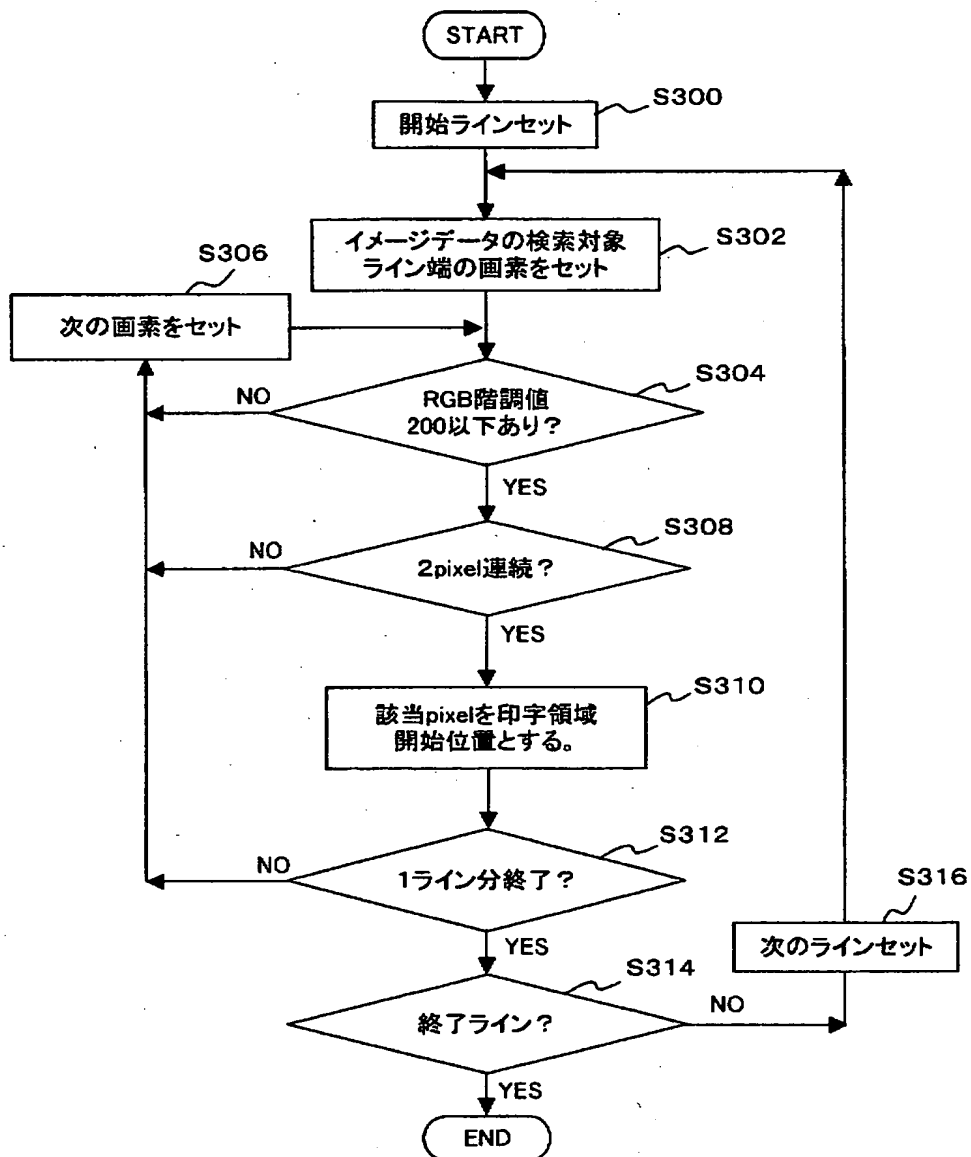 START
S300
開始ラインセット
S302
イメージデータの検索対象
ライン端の画素をセット
S306
次の画素をセット
S304
RGB階調値
200以下あり?
NO
YES
S308
2pixel連続?
NO
YES
S310
該当pixelを印字領域
開始位置とする。
S312
1ライン分終了?
NO
YES
S316
次のラインセット
S314
終了ライン?
NO
YES
END